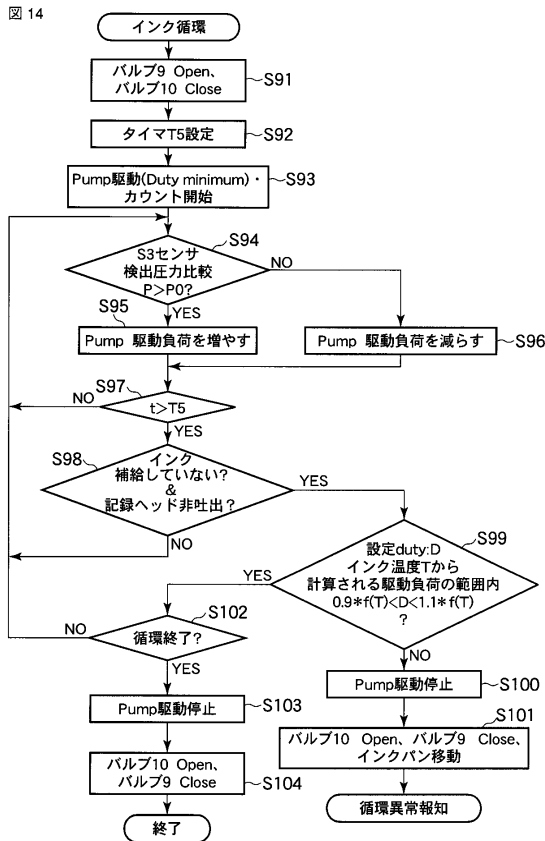 図 14
インク循環
バルブ9 Open、
バルブ10 Close
S91
タイマT5設定
S92
Pump駆動(Duty minimum)・
カウント開始
S93
S94
S3センサ
検出圧力比較
P>P0?
NO
YES
S95
Pump 駆動負荷を増やす
Pump 駆動負荷を減らす
S96
S97
NO
t>T5
YES
S98
インク
補給していない?
&
記録ヘッド非吐出?
YES
NO
S99
設定duty:D
インク温度Tから
計算される駆動負荷の範囲内
0.9*f(T)<D<1.1*f(T)
?
YES
NO
S102
循環終了?
NO
YES
Pump駆動停止
S100
S101
Pump駆動停止
S103
バルブ10 Open、バルブ9 Close、
インクパン移動
バルブ10 Open、
バルブ9 Close
S104
循環異常報知
終了